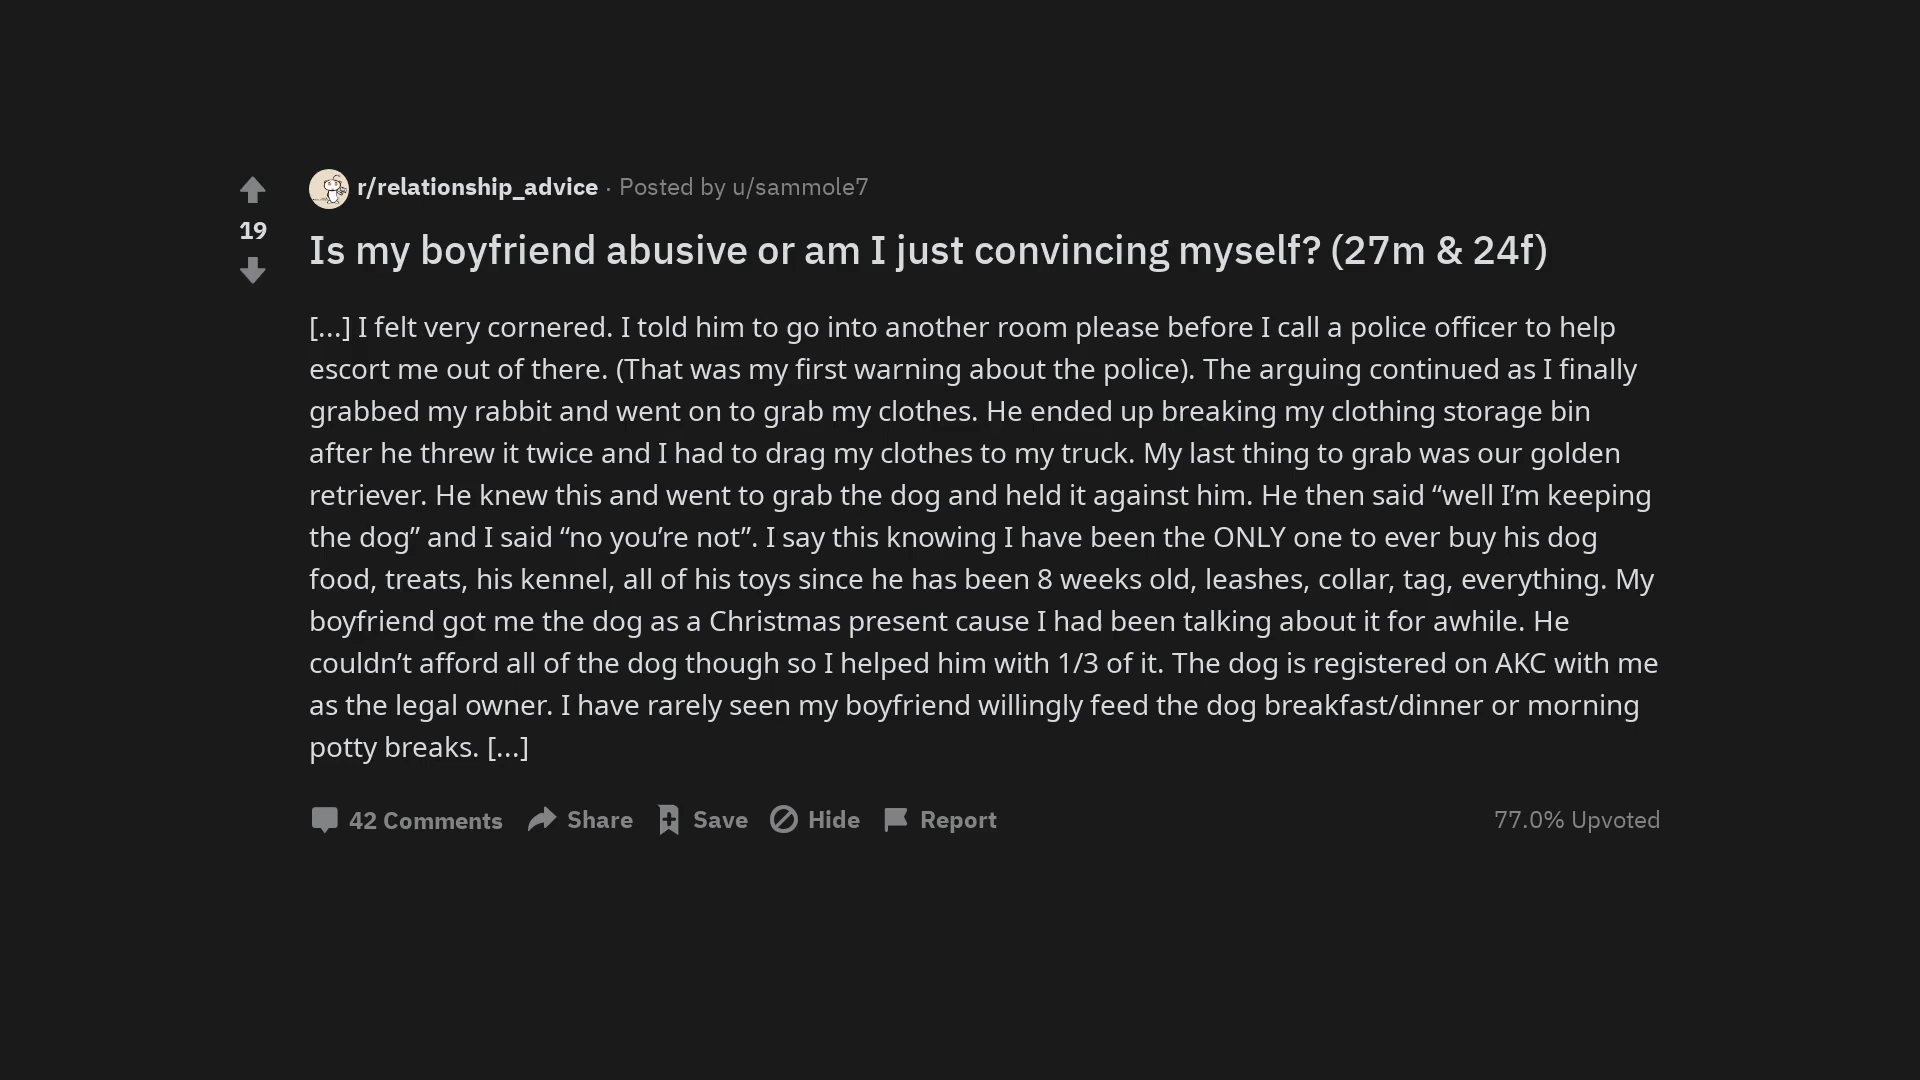 r/relationship_advice · Posted by u/sammole7
19
Is my boyfriend abusive or am I just convincing myself? (27m & 24f)
[...] I felt very cornered. I told him to go into another room please before I call a police officer to help
escort me out of there. (That was my first warning about the police). The arguing continued as I finally
grabbed my rabbit and went on to grab my clothes. He ended up breaking my clothing storage bin
after he threw it twice and I had to drag my clothes to my truck. My last thing to grab was our golden
retriever. He knew this and went to grab the dog and held it against him. He then said “well I’m keeping
the dog” and I said “no you’re not”. I say this knowing I have been the ONLY one to ever buy his dog
food, treats, his kennel, all of his toys since he has been 8 weeks old, leashes, collar, tag, everything. My
boyfriend got me the dog as a Christmas present cause I had been talking about it for awhile. He
couldn’t afford all of the dog though so I helped him with 1/3 of it. The dog is registered on AKC with me
as the legal owner. I have rarely seen my boyfriend willingly feed the dog breakfast/dinner or morning
potty breaks. [...]
42 Comments Share Save Hide Report 77.0% Upvoted